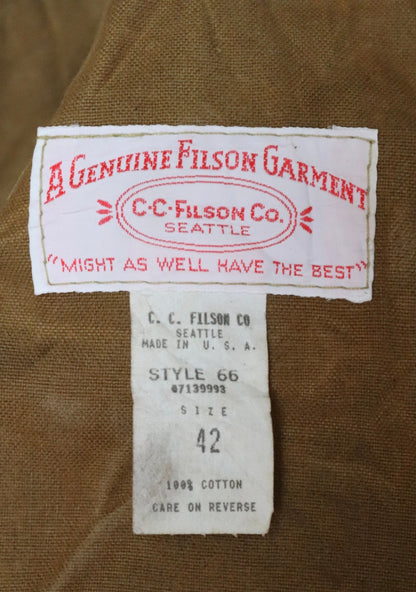 A GENUINE FILSON GARMENT
C-C-FILSON CO.
SEATTLE
"MIGHT AS WELL HAVE THE BEST"
C. C. FILSON CO
SEATTLE
MADE IN U. S. A.
STYLE 66
07139993
SIZE
42
100% COTTON
CARE ON REVERSE